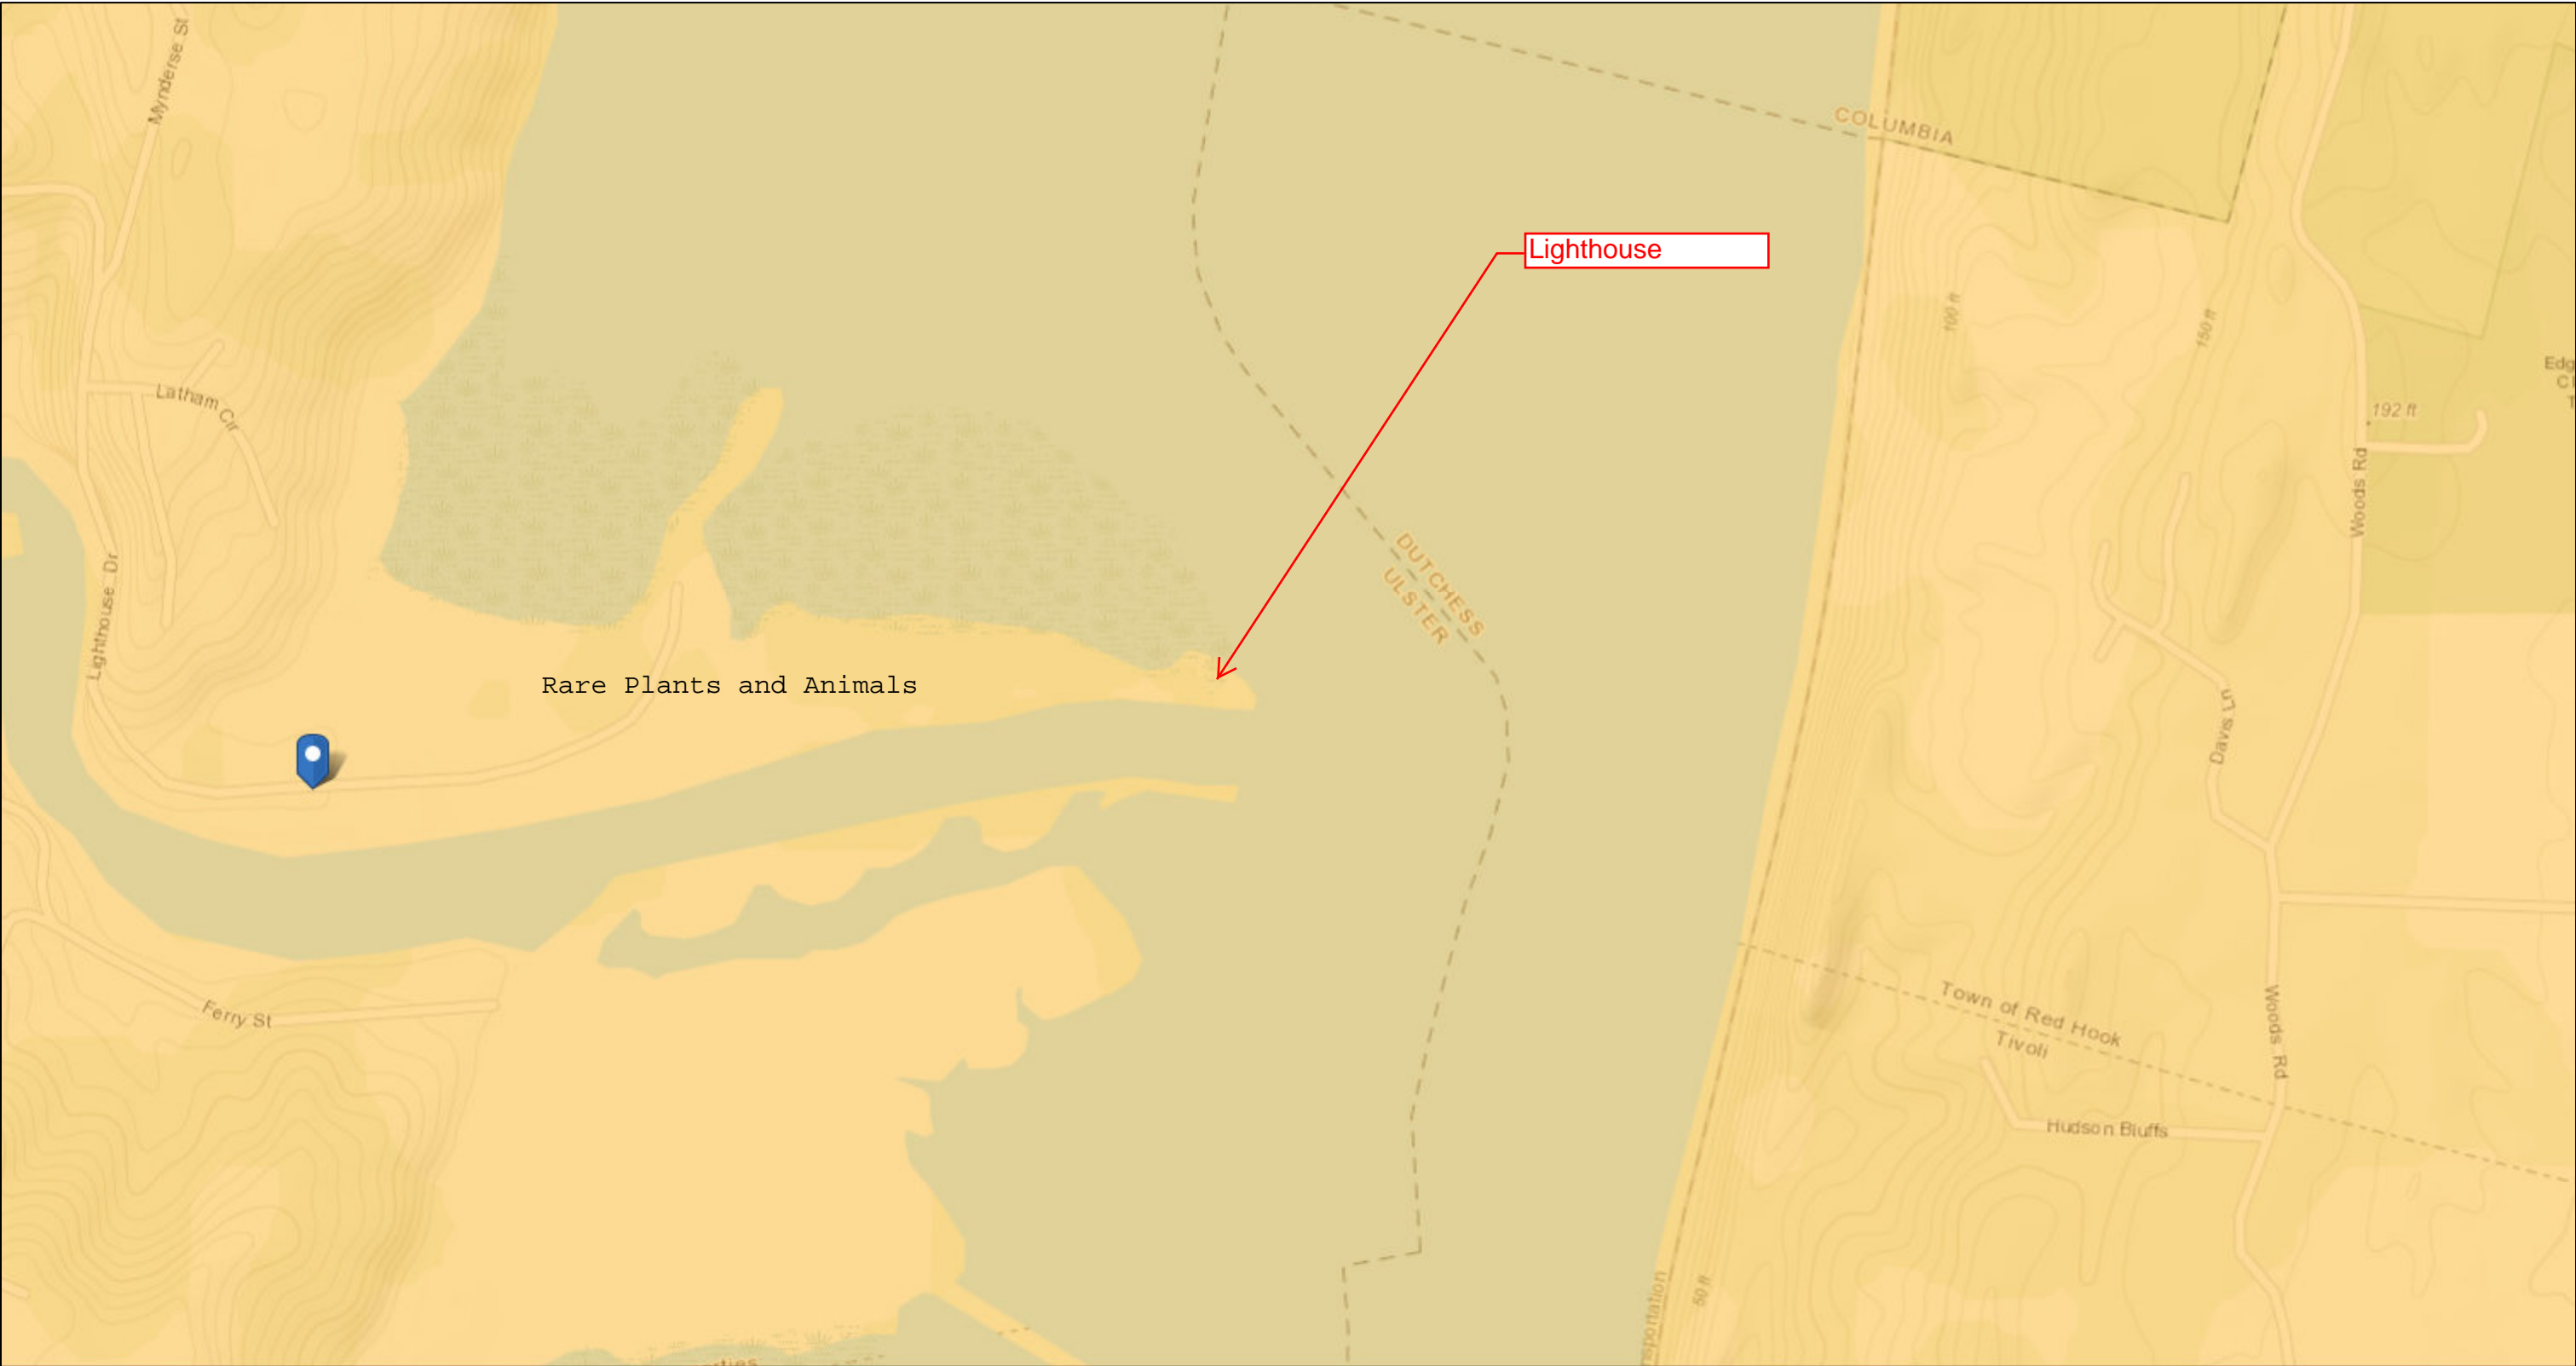 Mynderse St
COLUMBIA
Lighthouse
100 ft
150 ft
192 ft
Latham Cir
Woods Rd
DUTCHESS
ULSTER
Lighthouse Dr
Rare Plants and Animals
Davis Ln
Town of Red Hook
Tivoli
Ferry St
Woods Rd
Hudson Bluffs
50 ft